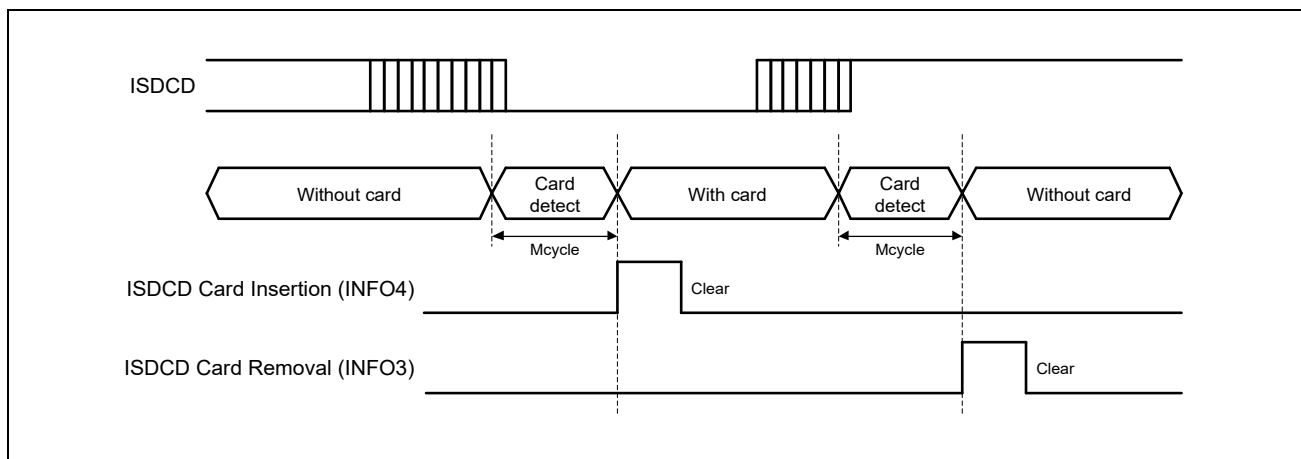 ISDCD
Without card
Card
detect
With card
Card
detect
Without card
Mcycle
Mcycle
ISDCD Card Insertion (INFO4)
Clear
ISDCD Card Removal (INFO3)
Clear